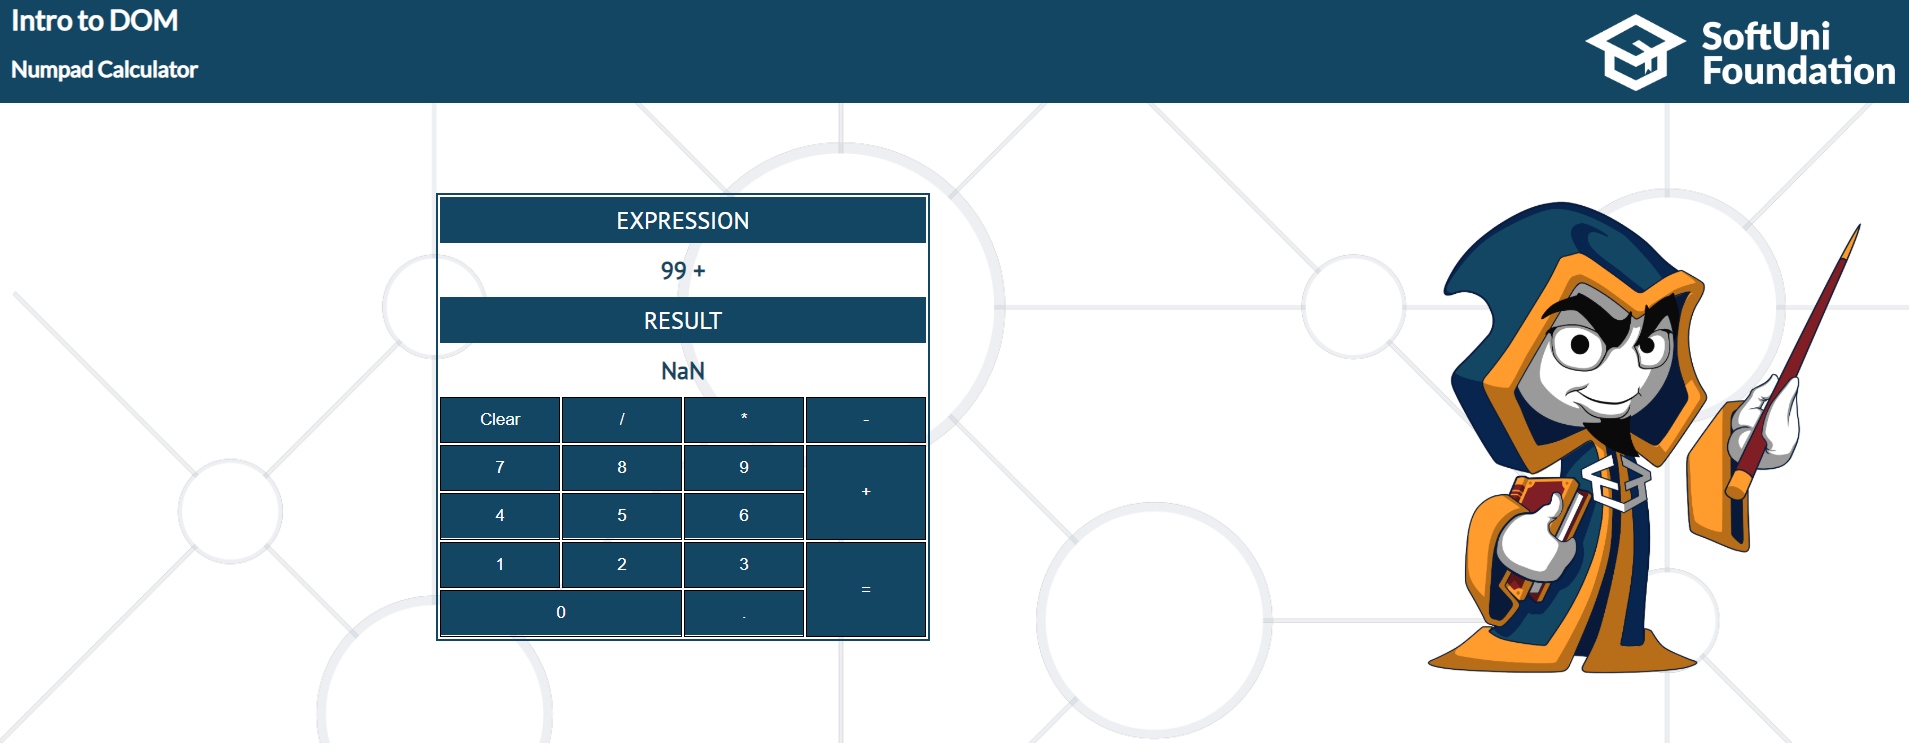 Intro to DOM
Numpad Calculator
SoftUni
Foundation
EXPRESSION
99 +
RESULT
NaN
Clear / * -
7 8 9
+
4 5 6
1 2 3
=
0 .